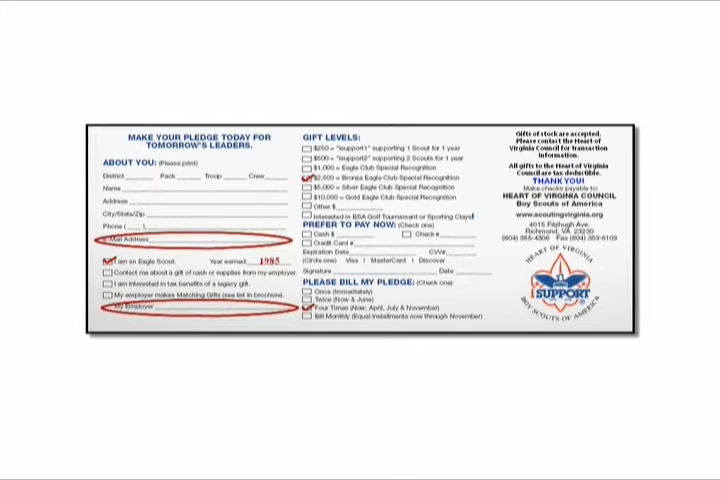 MAKE YOUR PLEDGE TODAY FOR
TOMORROW'S LEADERS.
ABOUT YOU: (Please print)
District ______ Pack ______ Troop _____ Crew_____
Name
Address
City/State/Zip
Phone ( ___ )
E-Mail Address
I am an Eagle Scout. Year earned: 1985
Contact me about a gift of cash or supplies from my employer.
I am interested in tax benefits of a legacy gift.
My employer makes Matching Gifts (see list in brochure).
My Employer
GIFT LEVELS:
$250 = "isupport1" supporting 1 Scout for 1 year
$500 = "isupport2" supporting 2 Scouts for 1 year
$1,000 = Eagle Club Special Recognition
$2,500 = Bronze Eagle Club Special Recognition
$5,000 = Silver Eagle Club Special Recognition
$10,000 = Gold Eagle Club Special Recognition
Other $
Interested in BSA Golf Tournament or Sporting Clays
PREFER TO PAY NOW: (Check one)
Cash $ Check #
Credit Card #
Expiration Date CVV#
(Circle one) Visa | MasterCard | Discover
Signature Date
PLEASE BILL MY PLEDGE: (Check one)
Once (Immediately)
Twice (Now & June)
Four Times (Now, April, July & November)
Bill Monthly (Equal installments now through November)
Gifts of stock are accepted.
Please contact the Heart of
Virginia Council for transaction
information.
All gifts to the Heart of Virginia
Council are tax deductible.
THANK YOU!
Make checks payable to:
HEART OF VIRGINIA COUNCIL
Boy Scouts of America
www.scoutingvirginia.org
4015 Fitzhugh Ave.
Richmond, VA 23230
(804) 355-4306 Fax (804) 353-6109
HEART OF VIRGINIA
iSUPPORT
BOY SCOUTS OF AMERICA